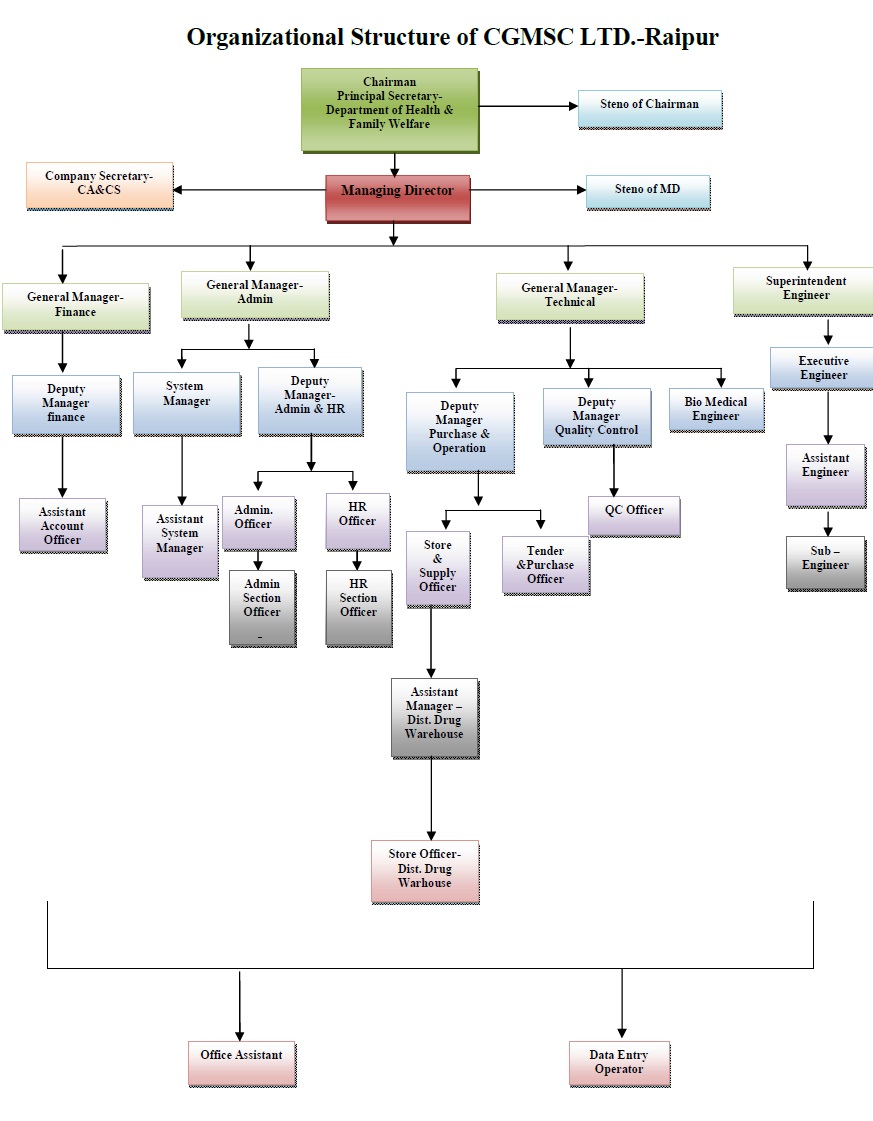 Organizational Structure of CGMSC LTD.-Raipur
Chairman
Principal Secretary-
Department of Health &
Family Welfare
Steno of Chairman
Company Secretary-
CA&CS
Managing Director
Steno of MD
General Manager-
Finance
General Manager-
Admin
General Manager-
Technical
Superintendent
Engineer
Deputy
Manager
finance
System
Manager
Deputy
Manager-
Admin & HR
Deputy
Manager
Purchase &
Operation
Deputy
Manager
Quality Control
Bio Medical
Engineer
Executive
Engineer
Assistant
Account
Officer
Assistant
System
Manager
Admin.
Officer
HR
Officer
Store
&
Supply
Officer
Tender
&Purchase
Officer
QC Officer
Assistant
Engineer
Admin
Section
Officer
-
HR
Section
Officer
Sub –
Engineer
Assistant
Manager –
Dist. Drug
Warehouse
Store Officer-
Dist. Drug
Warhouse
Office Assistant
Data Entry
Operator